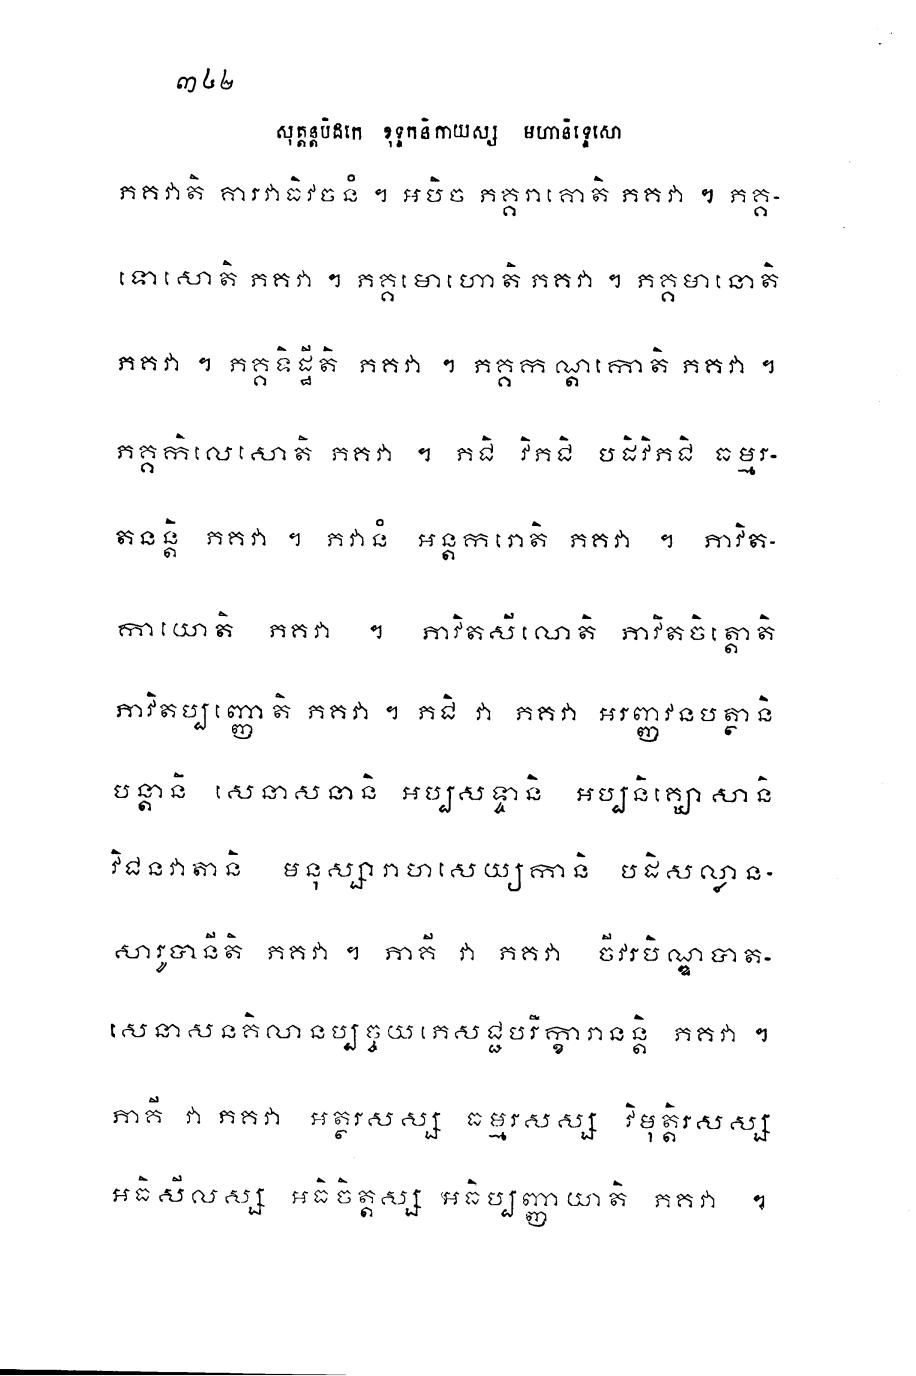 ៣៤២
សុត្តន្តបិដកេ ខុទ្ទកនិកាយស្ស មហានិទ្ទេសោ
ភគវាតិ គារវាធិវចនំ ។ អបិច ភគ្គរាគោតិ ភគវា ។ ភគ្គ-
ទោសោតិ ភគវា ។ ភគ្គមោហោតិ ភគវា ។ ភគ្គមានោតិ
ភគវា ។ ភគ្គទិដ្ឋីតិ ភគវា ។ ភគ្គកណ្តកោតិ ភគវា ។
ភគ្គកិលេសោតិ ភគវា ។ ភជិ វិភជិ បដិវិភជិ ធម្មរ-
តនន្តិ ភគវា ។ ភវានំ អន្តករោតិ ភគវា ។ ភាវិត-
កាយោតិ ភគវា ។ ភាវិតសីលោតិ ភាវិតចិត្តោតិ
ភាវិតប្បញ្ញោតិ ភគវា ។ ភជិ វា ភគវា អរញ្ញវនបត្ថានិ
បន្តានិ សេនាសនានិ អប្បសទ្ទានិ អប្បនិគ្ឃោសានិ
វិជនវាតានិ មនុស្សរាហសេយ្យកានិ បដិសល្លាន-
សារូបានីតិ ភគវា ។ ភាគី វា ភគវា ចីវរបិណ្ឌបាត-
សេនាសនគិលានប្បច្ចយភេសជ្ជបរិក្ខារានន្តិ ភគវា ។
ភាគី វា ភគវា អត្ថរសស្ស ធម្មរសស្ស វិមុត្តិរសស្ស
អធិសីលស្ស អធិចិត្តស្ស អធិប្បញ្ញាយាតិ ភគវា ។